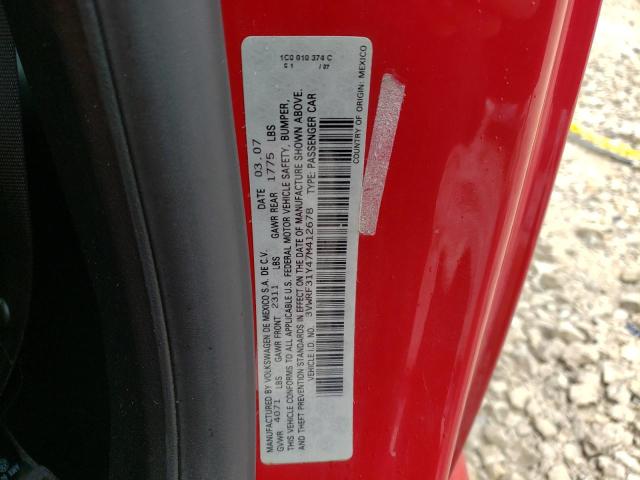 1C0 010 374 C
S 1 / 07
MANUFACTURED BY VOLKSWAGEN DE MEXICO S.A. DE C.V. DATE 03.07
GVWR 4071 LBS GAWR FRONT 2311 LBS GAWR REAR 1775 LBS
THIS VEHICLE CONFORMS TO ALL APPLICABLE U.S. FEDERAL MOTOR VEHICLE SAFETY, BUMPER,
AND THEFT PREVENTION STANDARDS IN EFFECT ON THE DATE OF MANUFACTURE SHOWN ABOVE.
VEHICLE I.D. NO.: 3VWRF31Y47M412678 TYPE: PASSENGER CAR
COUNTRY OF ORIGIN: MEXICO